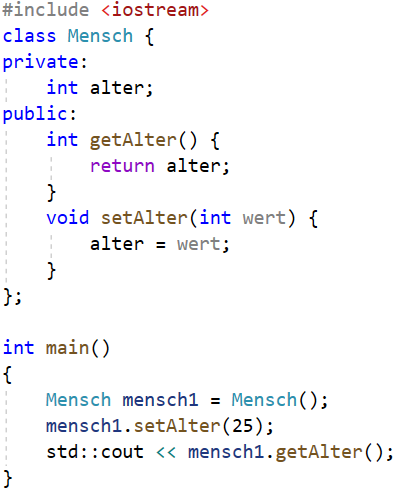 #include <iostream>
class Mensch {
private:
    int alter;
public:
    int getAlter() {
        return alter;
    }
    void setAlter(int wert) {
        alter = wert;
    }
};

int main()
{
    Mensch mensch1 = Mensch();
    mensch1.setAlter(25);
    std::cout << mensch1.getAlter();
}